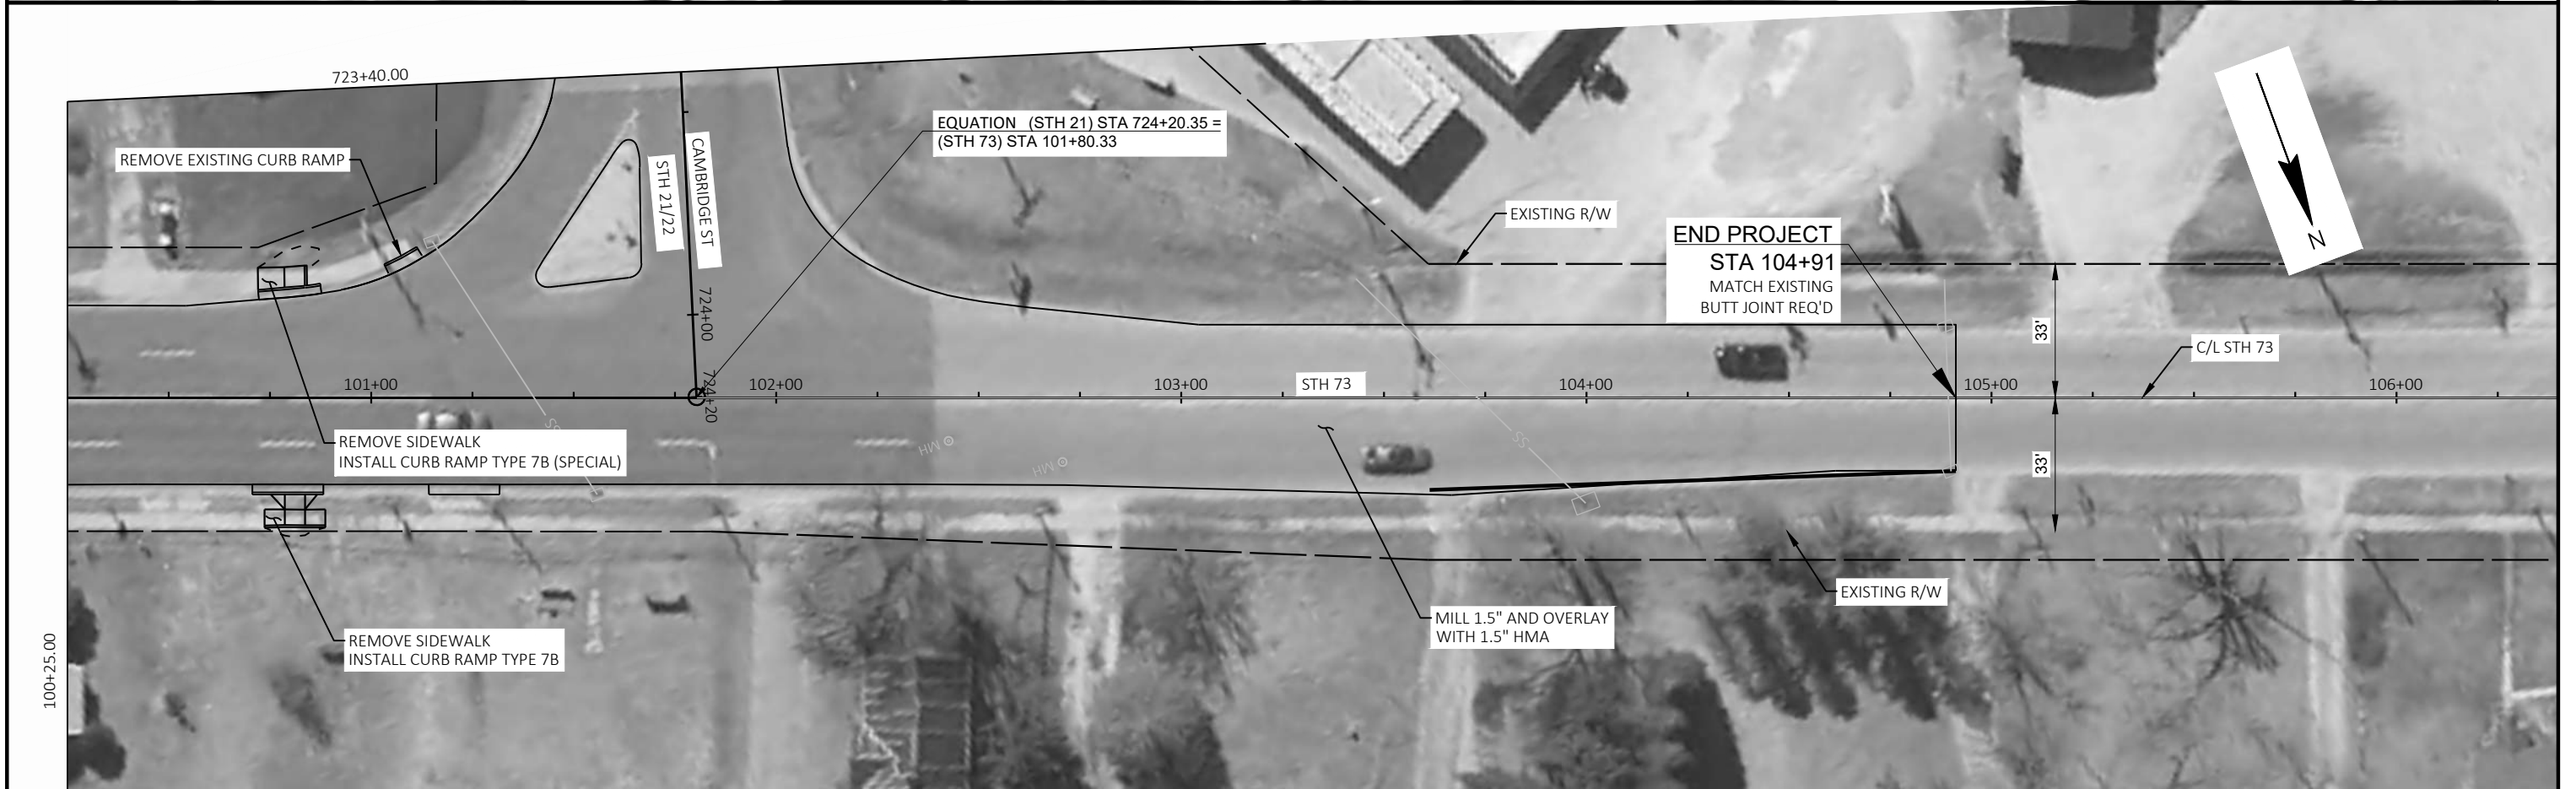 723+40.00
REMOVE EXISTING CURB RAMP
EQUATION (STH 21) STA 724+20.35 =
(STH 73) STA 101+80.33
CAMBRIDGE ST
STH 21/22
724+00
724+20
EXISTING R/W
END PROJECT
STA 104+91
MATCH EXISTING
BUTT JOINT REQ'D
N
33'
C/L STH 73
101+00
102+00
103+00
STH 73
104+00
105+00
106+00
REMOVE SIDEWALK
INSTALL CURB RAMP TYPE 7B (SPECIAL)
SS
MH
MH
SS
33'
EXISTING R/W
MILL 1.5" AND OVERLAY
WITH 1.5" HMA
REMOVE SIDEWALK
INSTALL CURB RAMP TYPE 7B
100+25.00